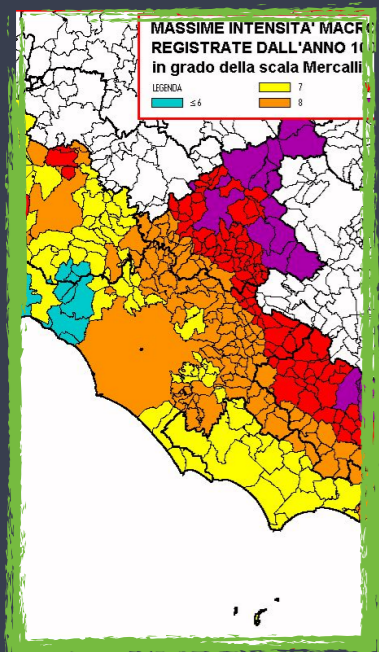 MASSIME INTENSITA' MACRO
REGISTRATE DALL'ANNO 10
in grado della scala Mercalli
LEGENDA
≤ 6
7
8